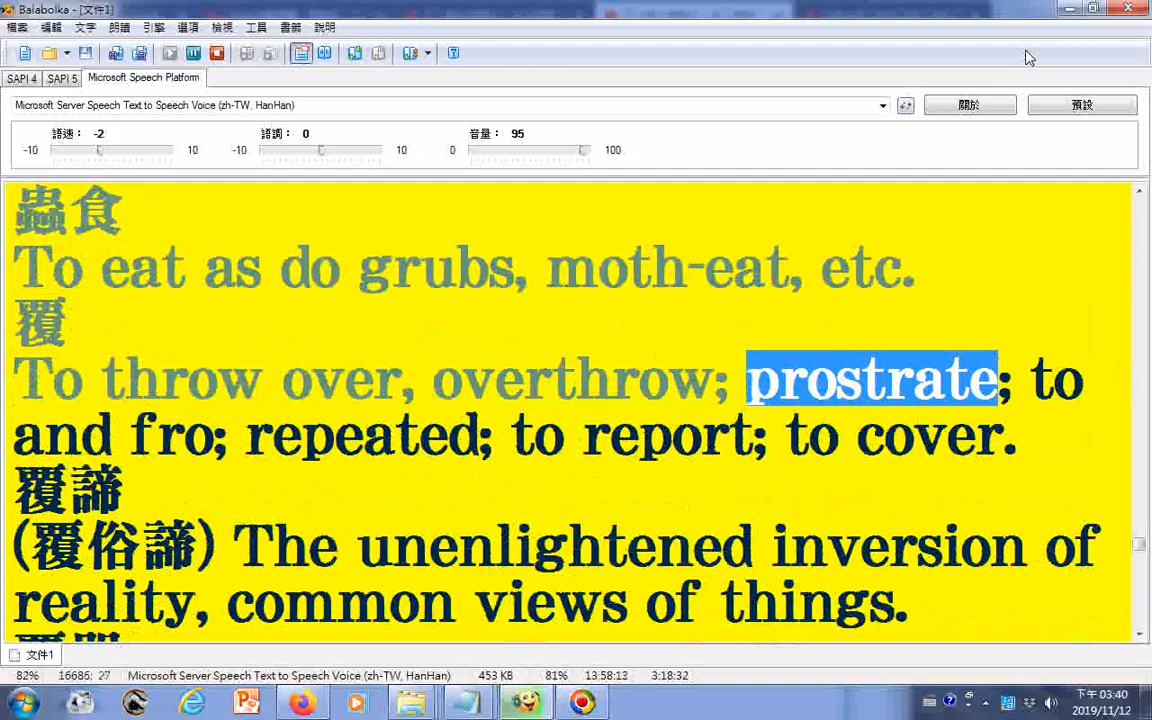 Balabolka - [文件1]
檔案 編輯 文字 朗讀 引擎 選項 檢視 工具 書籤 說明
SAPI 4 SAPI 5 Microsoft Speech Platform
Microsoft Server Speech Text to Speech Voice (zh-TW, HanHan) 關於 預設
語速： -2 語調： 0 音量： 95
-10 10 -10 10 0 100
蟲食
To eat as do grubs, moth-eat, etc.
覆
To throw over, overthrow; prostrate; to
and fro; repeated; to report; to cover.
覆諦
(覆俗諦) The unenlightened inversion of
reality, common views of things.
文件1
82% 16686: 27 Microsoft Server Speech Text to Speech Voice (zh-TW, HanHan) 453 KB 81% 13:58:13 3:18:32
下午 03:40
2019/11/12